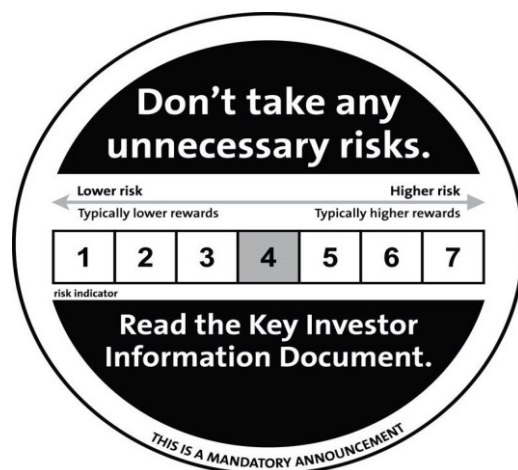 Don't take any
unnecessary risks.
Lower risk Higher risk
Typically lower rewards Typically higher rewards
1 2 3 4 5 6 7
risk indicator
Read the Key Investor
Information Document.
THIS IS A MANDATORY ANNOUNCEMENT